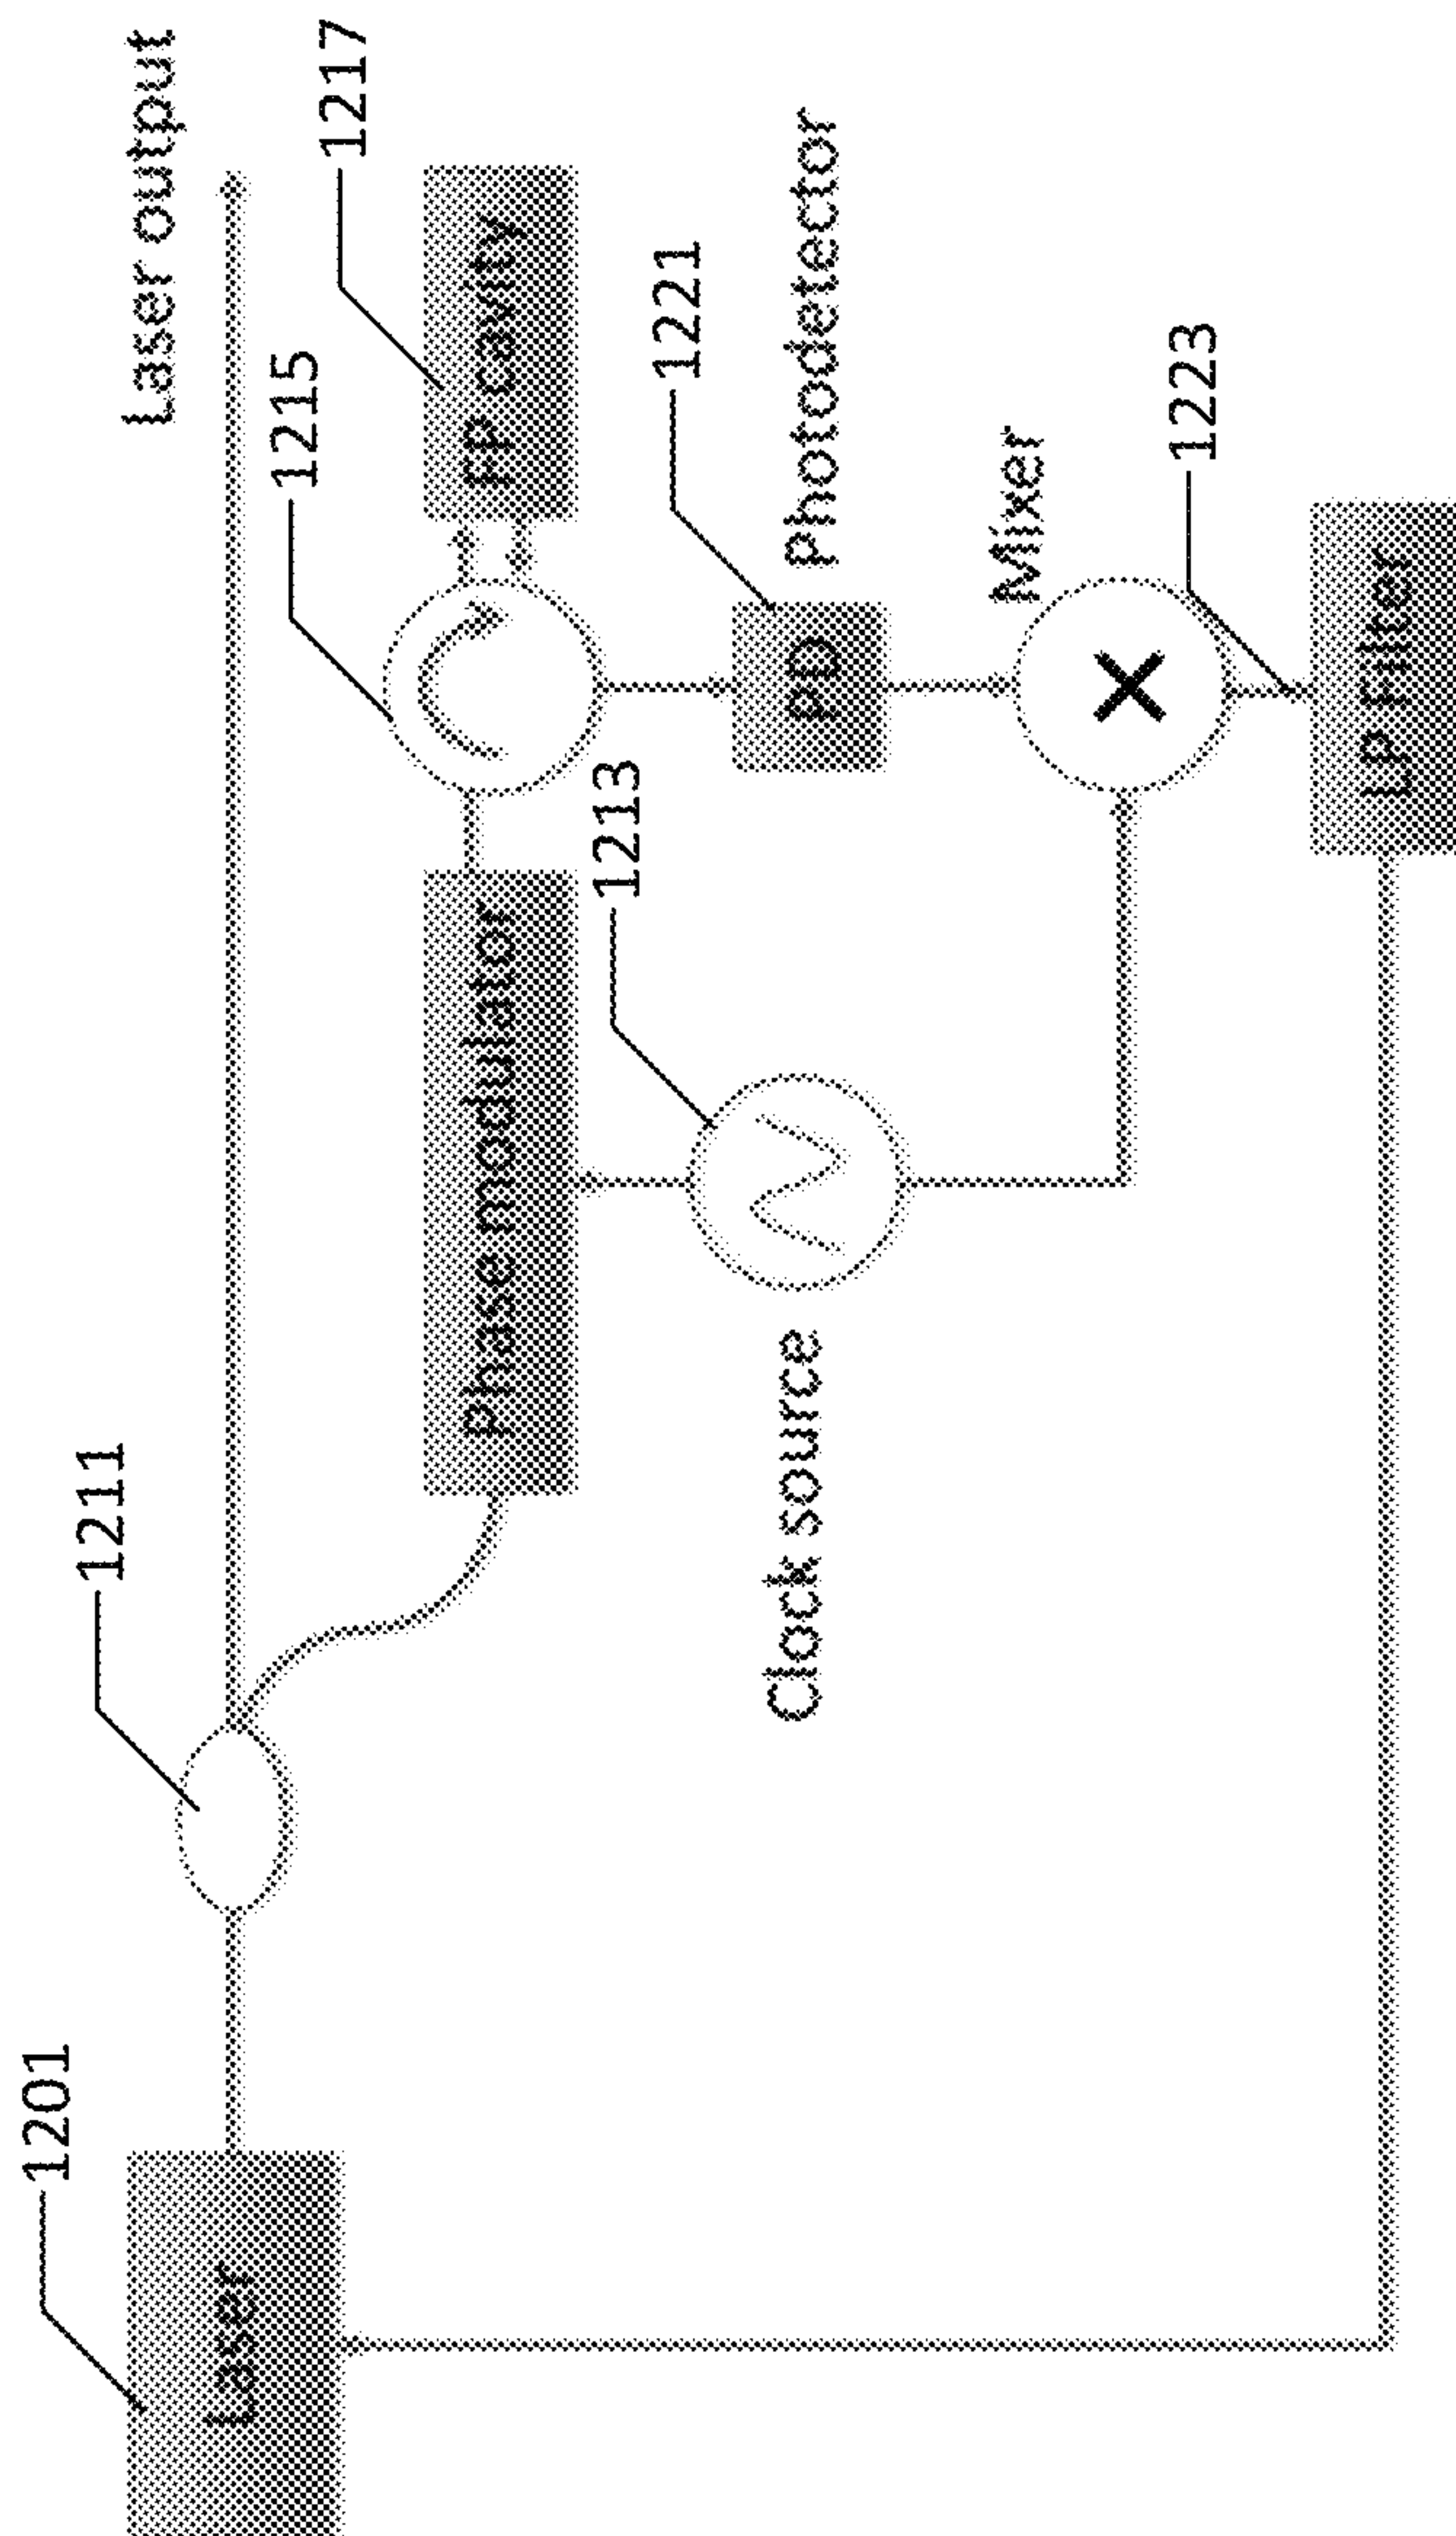 Laser output
1217
1215
FP cavity
1211
Phase modulator
1221
PD
Photodetector
1213
Clock source
1201
Laser
Mixer
×
1223
Lp Filter